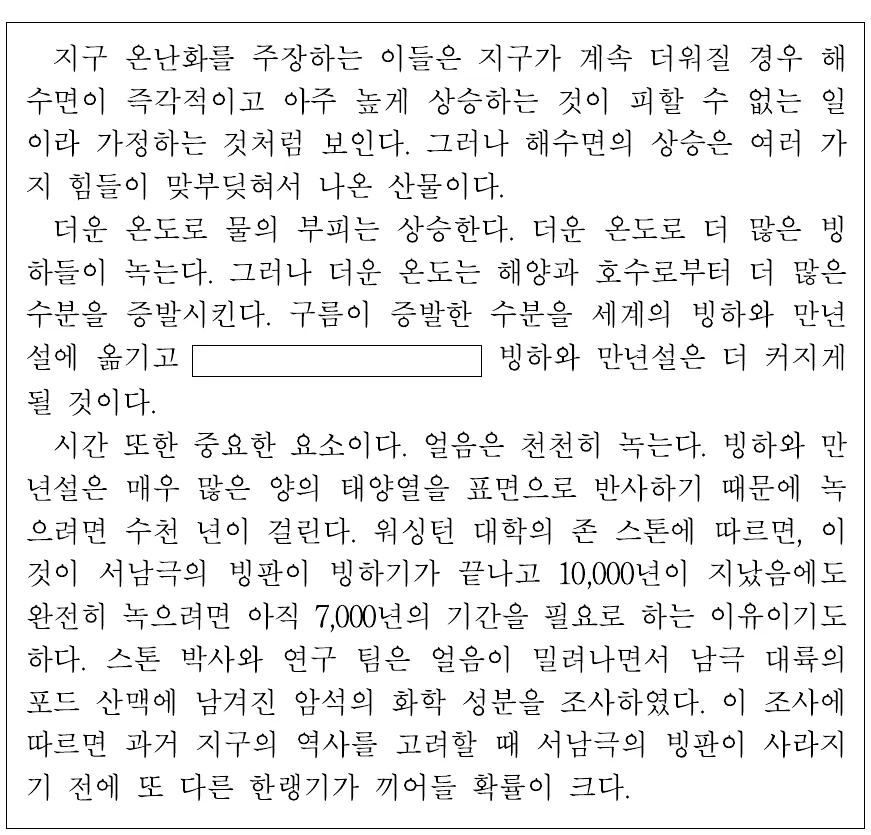 지구 온난화를 주장하는 이들은 지구가 계속 더워질 경우 해
수면이 즉각적이고 아주 높게 상승하는 것이 피할 수 없는 일
이라 가정하는 것처럼 보인다. 그러나 해수면의 상승은 여러 가
지 힘들이 맞부딪혀서 나온 산물이다.
더운 온도로 물의 부피는 상승한다. 더운 온도로 더 많은 빙
하들이 녹는다. 그러나 더운 온도는 해양과 호수로부터 더 많은
수분을 증발시킨다. 구름이 증발한 수분을 세계의 빙하와 만년
설에 옮기고 빙하와 만년설은 더 커지게
될 것이다.
시간 또한 중요한 요소이다. 얼음은 천천히 녹는다. 빙하와 만
년설은 매우 많은 양의 태양열을 표면으로 반사하기 때문에 녹
으려면 수천 년이 걸린다. 워싱턴 대학의 존 스톤에 따르면, 이
것이 서남극의 빙판이 빙하기가 끝나고 10,000년이 지났음에도
완전히 녹으려면 아직 7,000년의 기간을 필요로 하는 이유이기도
하다. 스톤 박사와 연구 팀은 얼음이 밀려나면서 남극 대륙의
포드 산맥에 남겨진 암석의 화학 성분을 조사하였다. 이 조사에
따르면 과거 지구의 역사를 고려할 때 서남극의 빙판이 사라지
기 전에 또 다른 한랭기가 끼어들 확률이 크다.